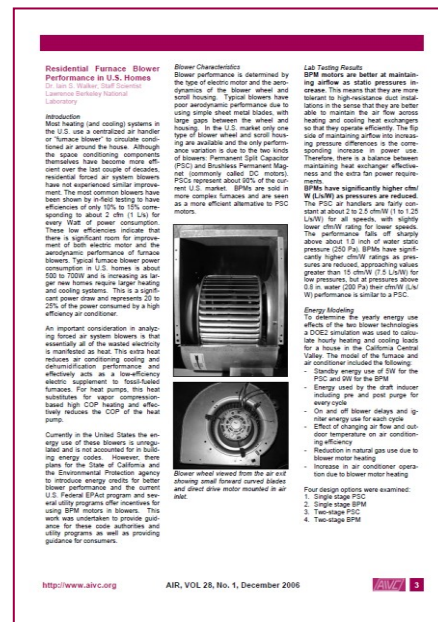 Residential Furnace Blower
Performance in U.S. Homes
Dr. Iain S. Walker, Staff Scientist
Lawrence Berkeley National
Laboratory
Introduction
Most heating (and cooling) systems in
the U.S. use a centralized air handler
or "furnace blower" to circulate condi-
tioned air around the house. Although
the space conditioning components
themselves have become more effi-
cient over the last couple of decades,
residential forced air system blowers
have not experienced similar improve-
ment. The most common blowers have
been shown by in-field testing to have
efficiencies of only 10% to 15% corre-
sponding to about 2 cfm (1 L/s) for
every Watt of power consumption.
These low efficiencies indicate that
there is significant room for improve-
ment of both electric motor and the
aerodynamic performance of furnace
blowers. Typical furnace blower power
consumption in U.S. homes is about
500 to 700W and is increasing as lar-
ger new homes require larger heating
and cooling systems. This is a signifi-
cant power draw and represents 20 to
25% of the power consumed by a high
efficiency air conditioner.
An important consideration in analyz-
ing forced air system blowers is that
essentially all of the wasted electricity
is manifested as heat. This extra heat
reduces air conditioning cooling and
dehumidification performance and
effectively acts as a low-efficiency
electric supplement to fossil-fueled
furnaces. For heat pumps, this heat
substitutes for vapor compression-
based high COP heating and effec-
tively reduces the COP of the heat
pump.
Currently in the United States the en-
ergy use of these blowers is unregu-
lated and is not accounted for in build-
ing energy codes. However, there
plans for the State of California and
the Environmental Protection agency
to introduce energy credits for better
blower performance and the current
U.S. Federal EPAct program and sev-
eral utility programs offer incentives for
using BPM motors in blowers. This
work was undertaken to provide guid-
ance for these code authorities and
utility programs as well as providing
guidance for consumers.
Blower Characteristics
Blower performance is determined by
the type of electric motor and the aero-
dynamics of the blower wheel and
scroll housing. Typical blowers have
poor aerodynamic performance due to
using simple sheet metal blades, with
large gaps between the wheel and
housing. In the U.S. market only one
type of blower wheel and scroll hous-
ing are available and the only perform-
ance variation is due to the two kinds
of blowers: Permanent Split Capacitor
(PSC) and Brushless Permanent Mag-
net (commonly called DC motors).
PSCs represent about 90% of the cur-
rent U.S. market. BPMs are sold in
more complex furnaces and are seen
as a more efficient alternative to PSC
motors.
Blower wheel viewed from the air exit
showing small forward curved blades
and direct drive motor mounted in air
inlet.
Lab Testing Results
BPM motors are better at maintain-
ing airflow as static pressures in-
crease. This means that they are more
tolerant to high-resistance duct instal-
lations in the sense that they are better
able to maintain the air flow across
heating and cooling heat exchangers
so that they operate efficiently. The flip
side of maintaining airflow into increas-
ing pressure differences is the corre-
sponding increase in power use.
Therefore, there is a balance between
maintaining heat exchanger effective-
ness and the extra fan power require-
ments.
BPMs have significantly higher cfm/
W (L/s/W) as pressures are reduced.
The PSC air handlers are fairly con-
stant at about 2 to 2.5 cfm/W (1 to 1.25
L/s/W) for all speeds, with slightly
lower cfm/W rating for lower speeds.
The performance falls off sharply
above about 1.0 inch of water static
pressure (250 Pa). BPMs have signifi-
cantly higher cfm/W ratings as pres-
sures are reduced, approaching values
greater than 15 cfm/W (7.5 L/s/W) for
low pressures, but at pressures above
0.8 in. water (200 Pa) their cfm/W (L/s/
W) performance is similar to a PSC.
Energy Modeling
To determine the yearly energy use
effects of the two blower technologies
a DOE2 simulation was used to calcu-
late hourly heating and cooling loads
for a house in the California Central
Valley. The model of the furnace and
air conditioner included the following:
- Standby energy use of 5W for the
PSC and 9W for the BPM
- Energy used by the draft inducer
including pre and post purge for
every cycle
- On and off blower delays and ig-
niter energy use for each cycle
- Effect of changing air flow and out-
door temperature on air condition-
ing efficiency
- Reduction in natural gas use due to
blower motor heating
- Increase in air conditioner opera-
tion due to blower motor heating
Four design options were examined:
1. Single stage PSC
2. Single stage BPM
3. Two-stage PSC
4. Two-stage BPM
http://www.aivc.org
AIR, VOL 28, No. 1, December 2006
AIVC
3